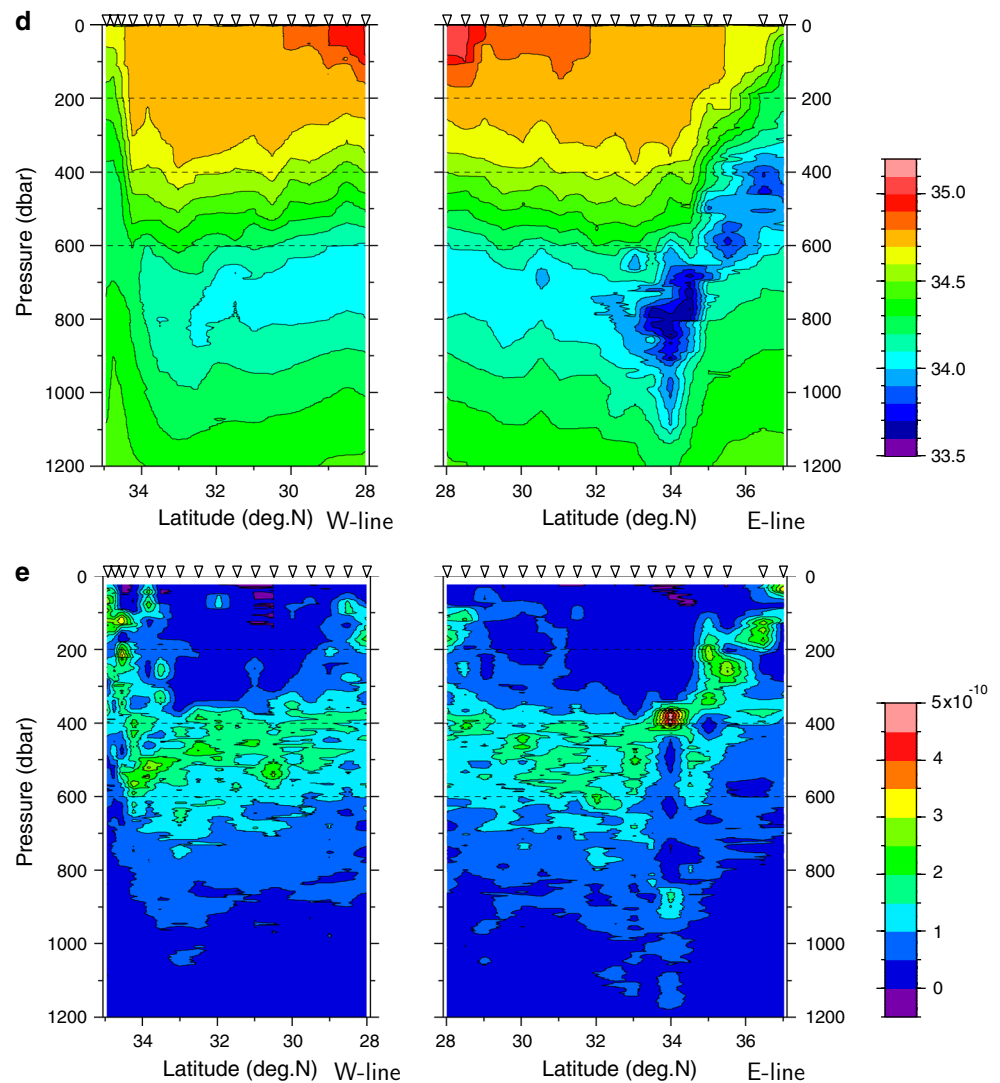 d
0
200
400
600
800
1000
1200
Pressure (dbar)
34 32 30 28
Latitude (deg.N) W-line
28 30 32 34 36
Latitude (deg.N) E-line
0
200
400
600
800
1000
1200
35.0
34.5
34.0
33.5
e
0
200
400
600
800
1000
1200
Pressure (dbar)
34 32 30 28
Latitude (deg.N) W-line
28 30 32 34 36
Latitude (deg.N) E-line
0
200
400
600
800
1000
1200
5x10⁻¹⁰
4
3
2
1
0